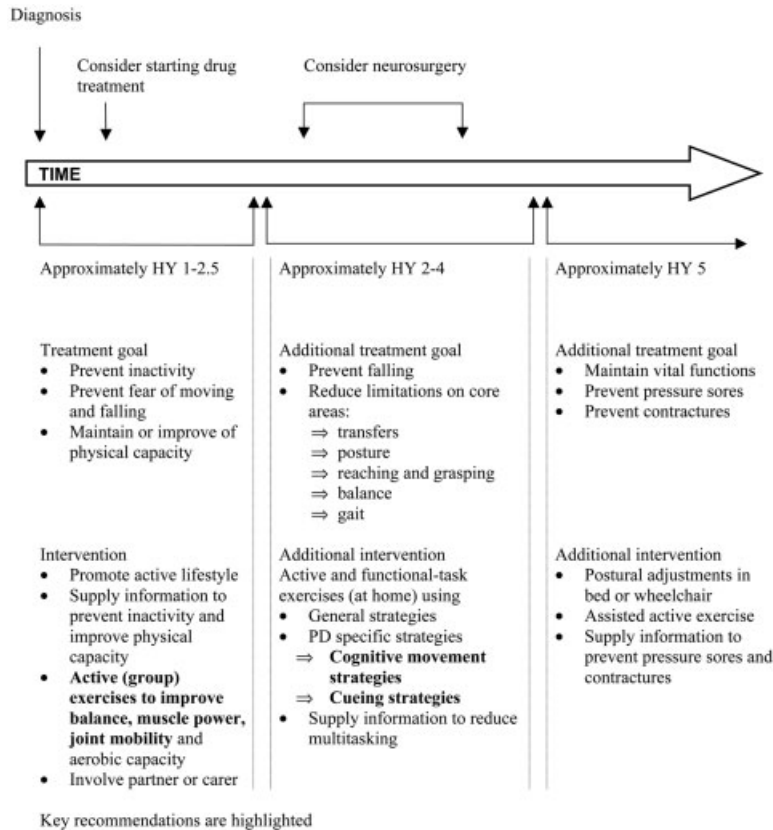 Diagnosis
Consider starting drug
treatment
Consider neurosurgery
TIME
Approximately HY 1-2.5
Treatment goal
• Prevent inactivity
• Prevent fear of moving
and falling
• Maintain or improve of
physical capacity
Intervention
• Promote active lifestyle
• Supply information to
prevent inactivity and
improve physical
capacity
• Active (group)
exercises to improve
balance, muscle power,
joint mobility and
aerobic capacity
• Involve partner or carer
Approximately HY 2-4
Additional treatment goal
• Prevent falling
• Reduce limitations on core
areas:
⇒ transfers
⇒ posture
⇒ reaching and grasping
⇒ balance
⇒ gait
Additional intervention
Active and functional-task
exercises (at home) using
• General strategies
• PD specific strategies
⇒ Cognitive movement
strategies
⇒ Cueing strategies
• Supply information to reduce
multitasking
Approximately HY 5
Additional treatment goal
• Maintain vital functions
• Prevent pressure sores
• Prevent contractures
Additional intervention
• Postural adjustments in
bed or wheelchair
• Assisted active exercise
• Supply information to
prevent pressure sores and
contractures
Key recommendations are highlighted